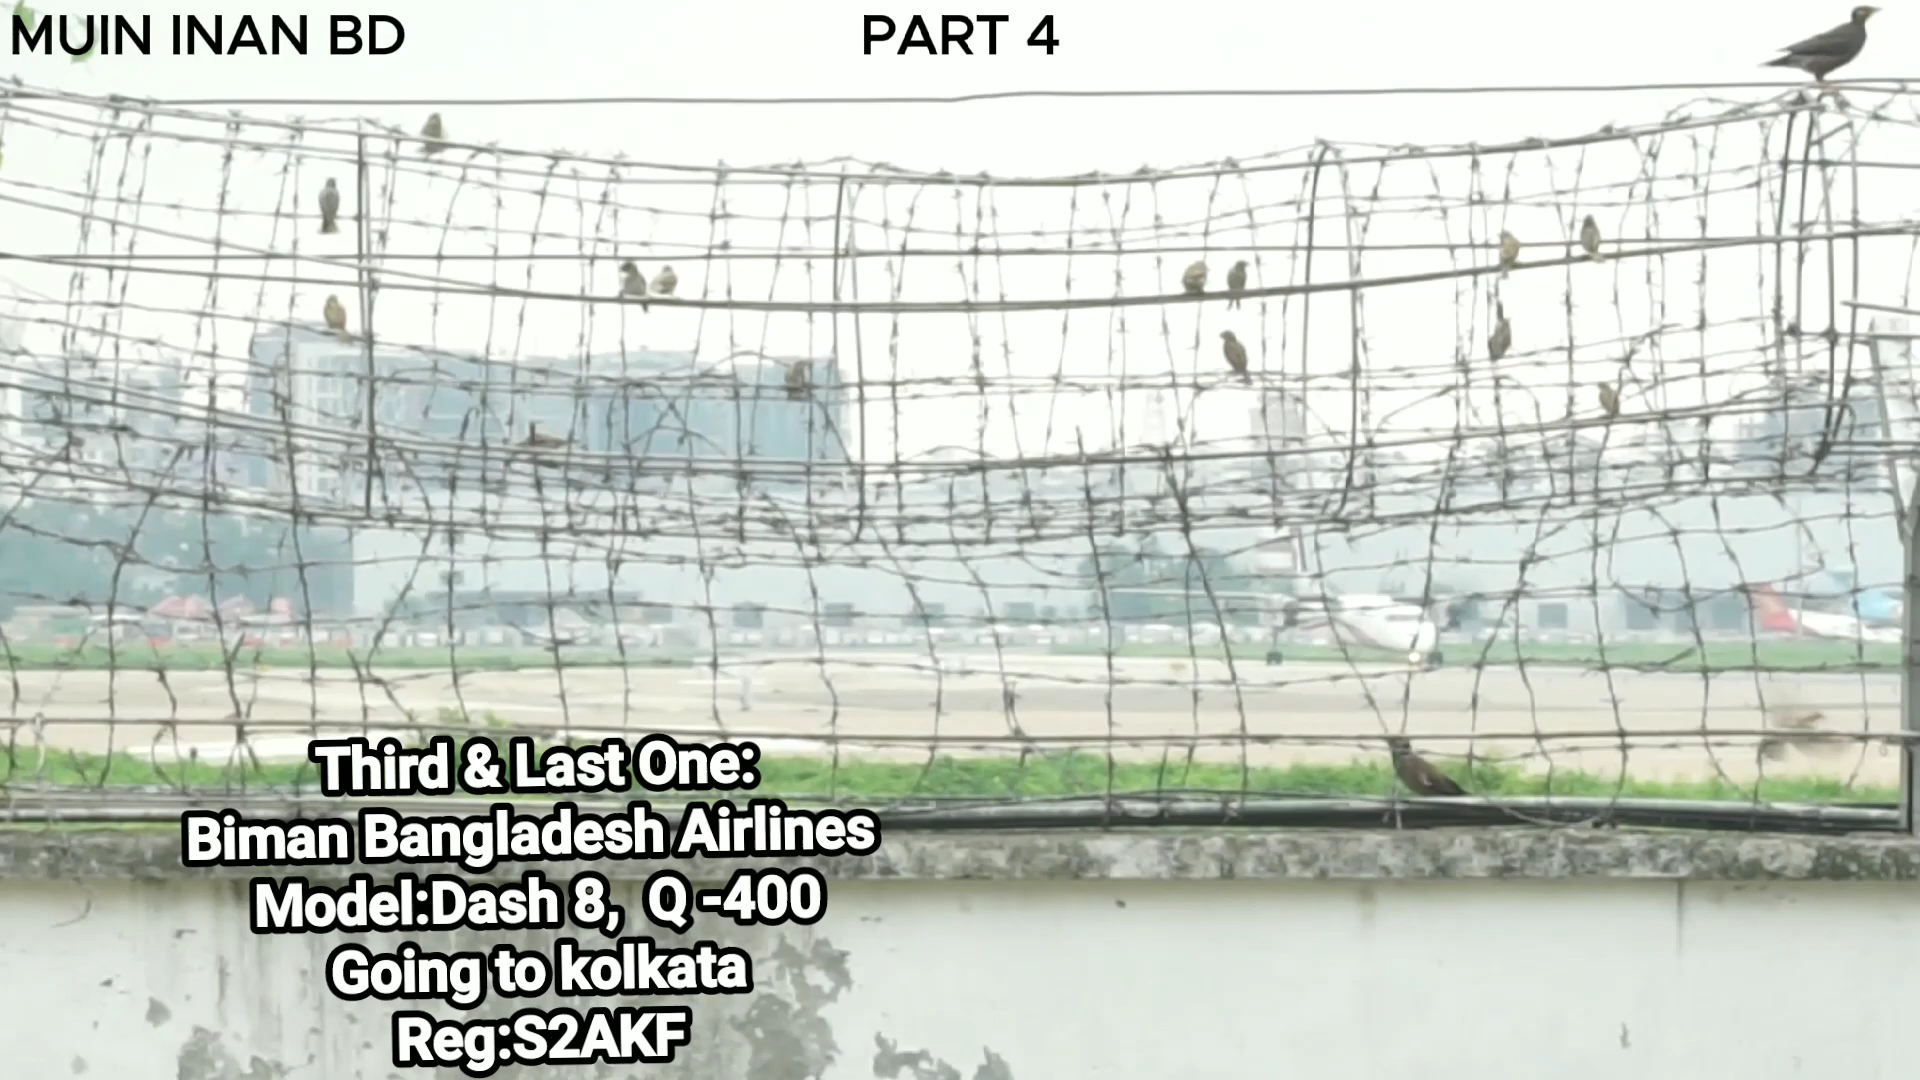 MUIN INAN BD
PART 4
Third & Last One:
Biman Bangladesh Airlines
Model:Dash 8, Q -400
Going to kolkata
Reg:S2AKF